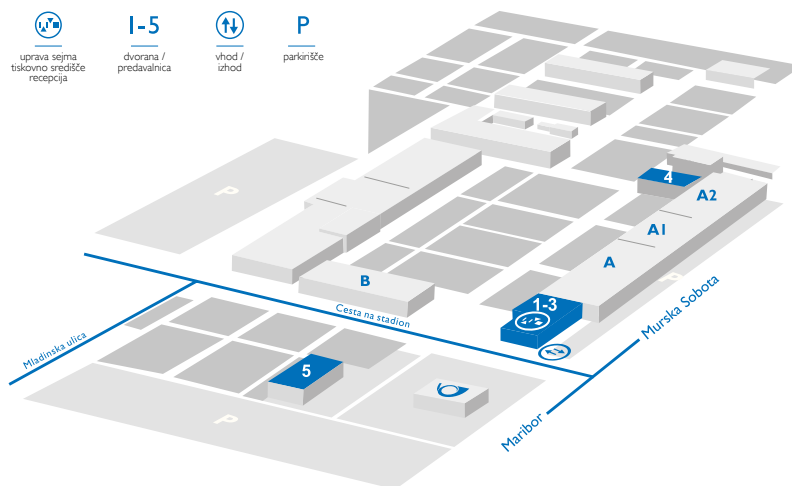 uprava sejma
tiskovno središče
recepcija
1-5
dvorana /
predavalnica
vhod /
izhod
P
parkirišče
P
4
A2
A1
A
P
B
1-3
Cesta na stadion
Murska Sobota
Mladinska ulica
5
Maribor
P